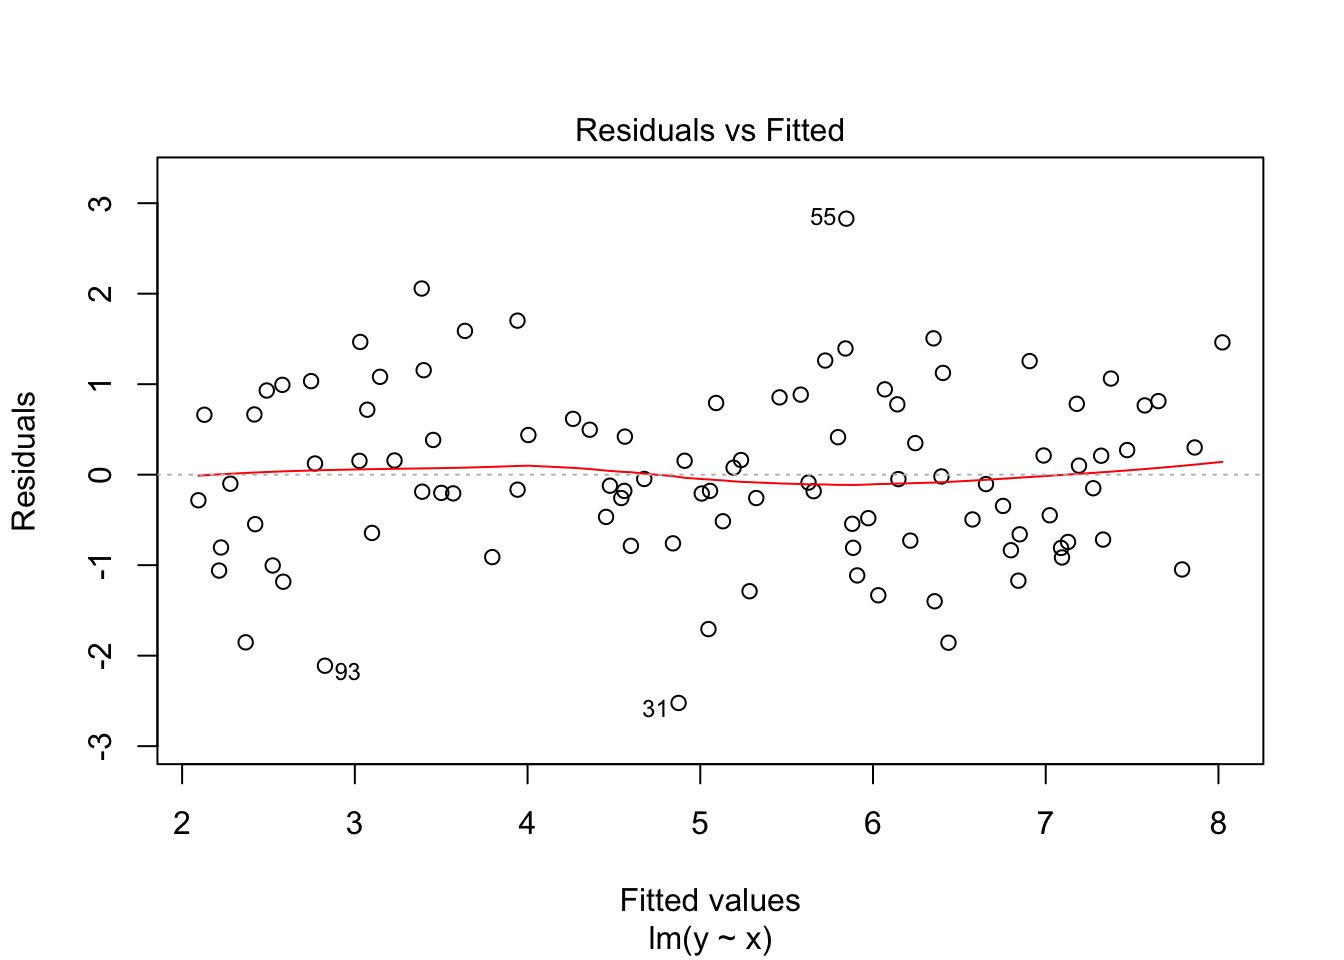 Residuals vs Fitted
3
2
1
0
-1
-2
-3
Residuals
55
93
31
2 3 4 5 6 7 8
Fitted values
lm(y ~ x)